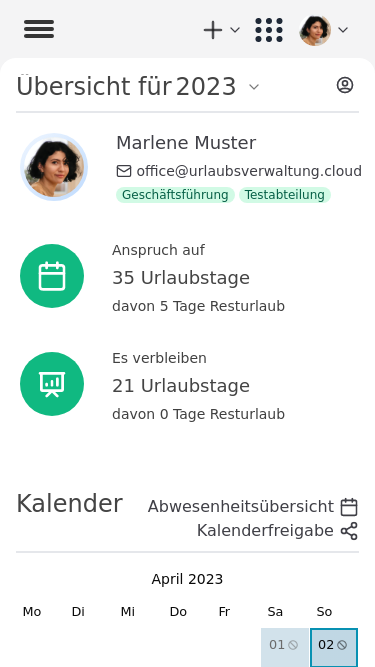 Übersicht für 2023
Marlene Muster
office@urlaubsverwaltung.cloud
Geschäftsführung Testabteilung
Anspruch auf
35 Urlaubstage
davon 5 Tage Resturlaub
Es verbleiben
21 Urlaubstage
davon 0 Tage Resturlaub
Kalender
Abwesenheitsübersicht
Kalenderfreigabe
April 2023
Mo Di Mi Do Fr Sa So
01 02